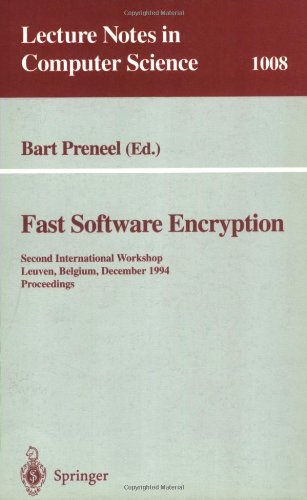 Lecture Notes in
Computer Science 1008
Bart Preneel (Ed.)
Fast Software Encryption
Second International Workshop
Leuven, Belgium, December 1994
Proceedings
Springer